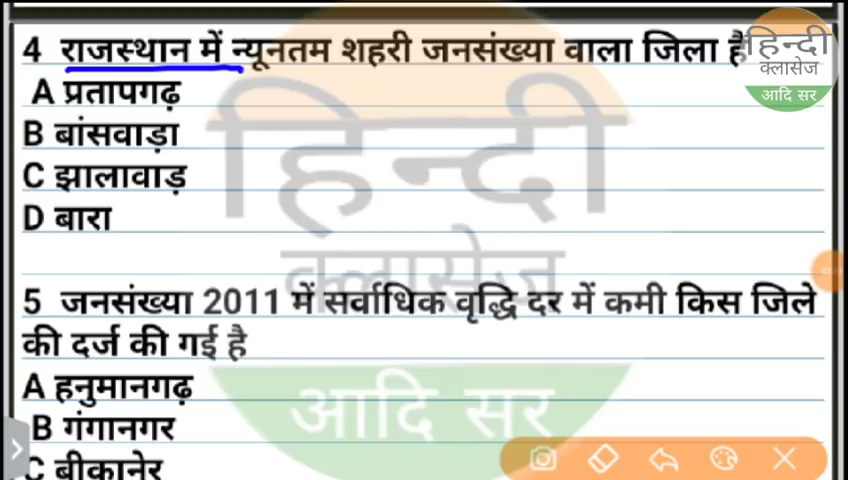 4 राजस्थान में न्यूनतम शहरी जनसंख्या वाला जिला है
हिन्दी
क्लासेज
आदि सर
A प्रतापगढ़
B बांसवाड़ा
C झालावाड़
D बारा
हिन्दी
क्लासेज
5 जनसंख्या 2011 में सर्वाधिक वृद्धि दर में कमी किस जिले
की दर्ज की गई है
A हनुमानगढ़
आदि सर
B गंगानगर
C बीकानेर